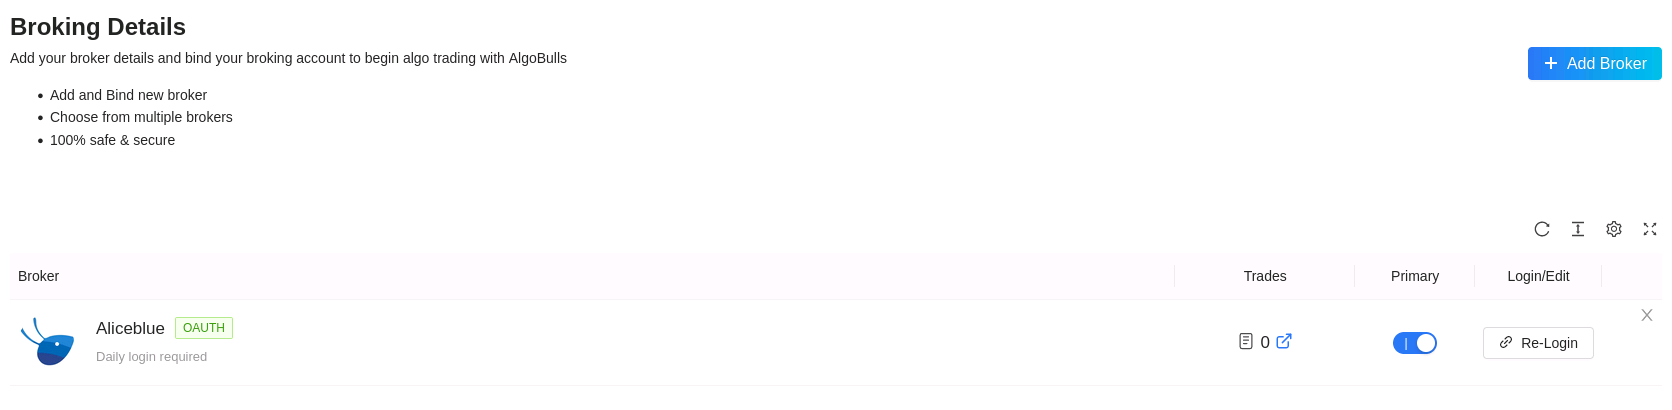 Broking Details
Add your broker details and bind your broking account to begin algo trading with AlgoBulls
Add Broker
• Add and Bind new broker
• Choose from multiple brokers
• 100% safe & secure
Broker Trades Primary Login/Edit
Aliceblue OAUTH
Daily login required
0
Re-Login